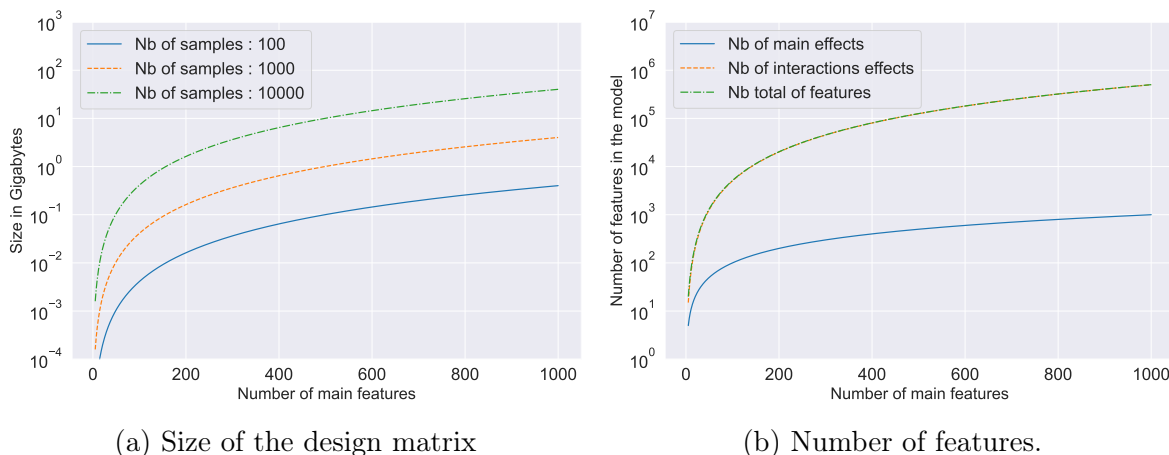 10^3
10^2
10^1
10^0
10^−1
10^−2
10^−3
10^−4
Size in Gigabytes
Nb of samples : 100
Nb of samples : 1000
Nb of samples : 10000
0 200 400 600 800 1000
Number of main features
(a) Size of the design matrix
10^7
10^6
10^5
10^4
10^3
10^2
10^1
10^0
Number of features in the model
Nb of main effects
Nb of interactions effects
Nb total of features
0 200 400 600 800 1000
Number of main features
(b) Number of features.